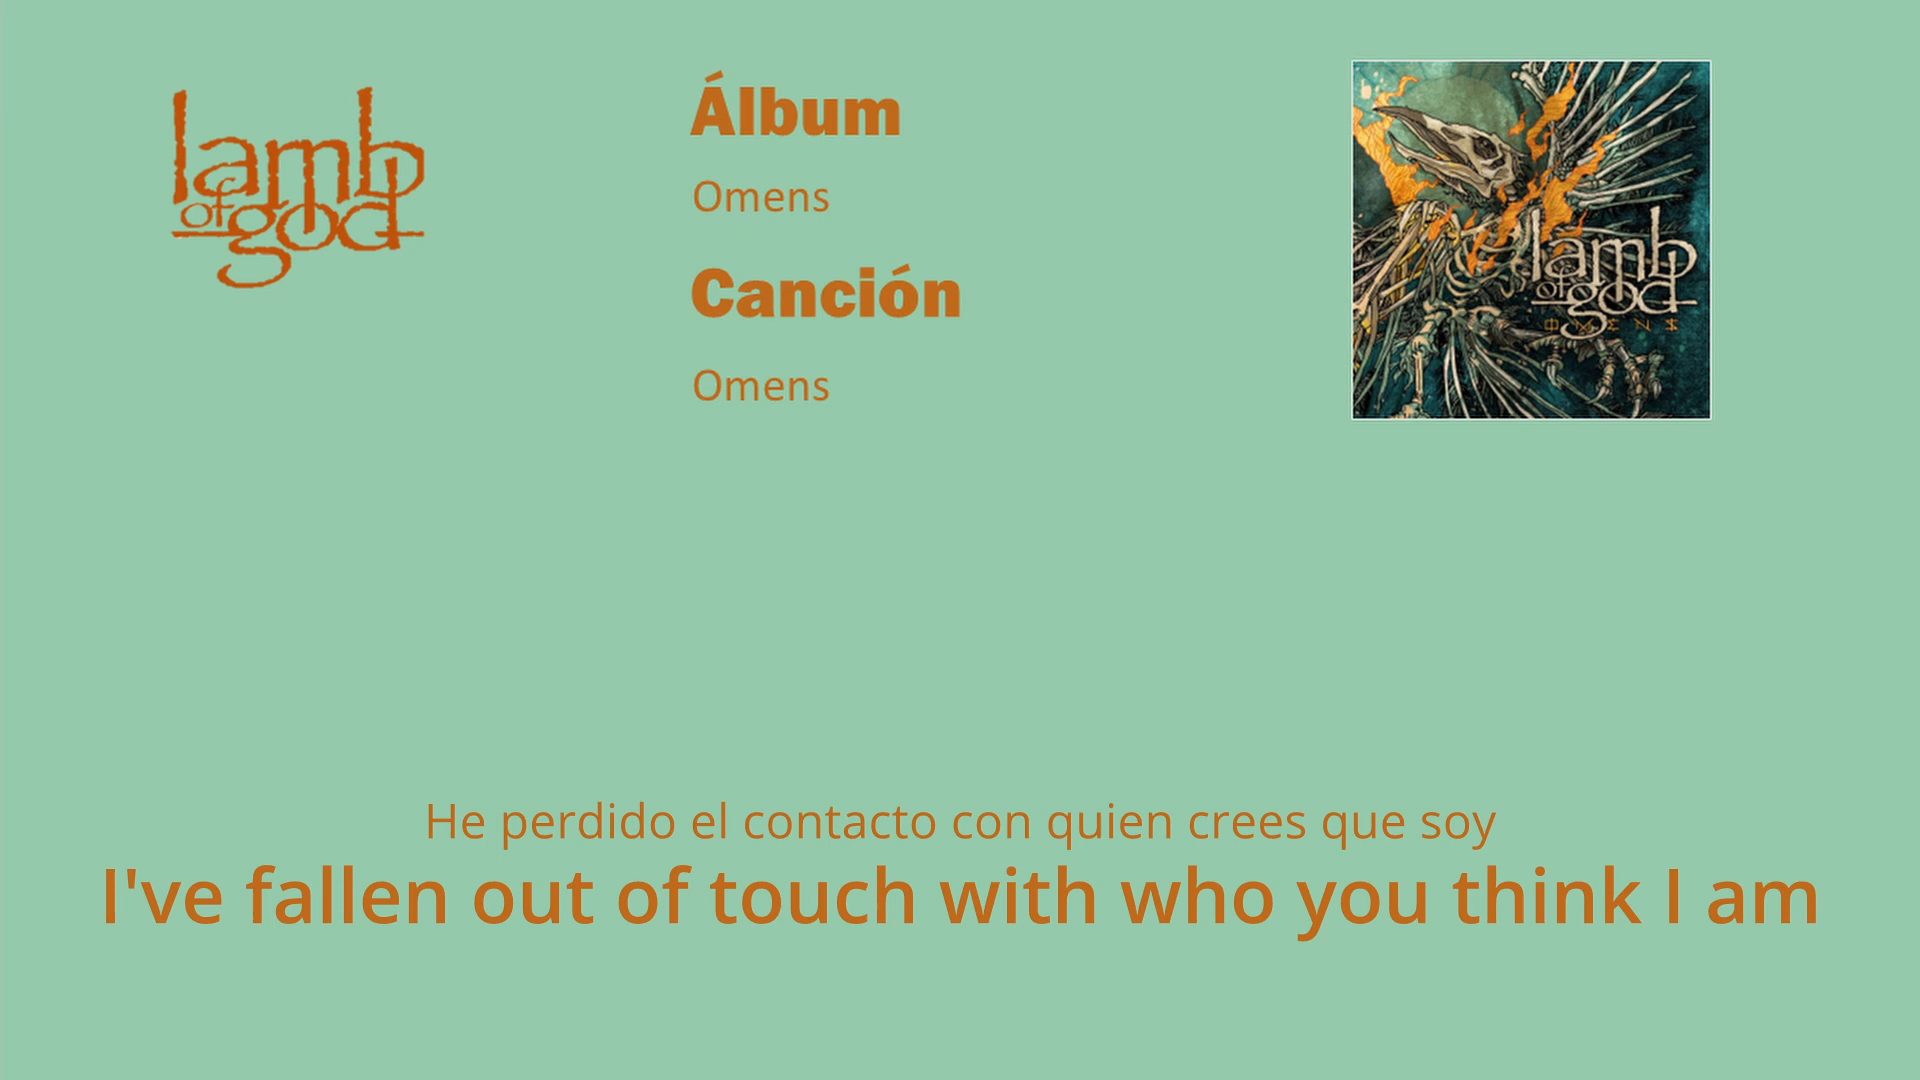 lamb
of god
Álbum
Omens
Canción
Omens
lamb
of god
OMENS
He perdido el contacto con quien crees que soy
I've fallen out of touch with who you think I am